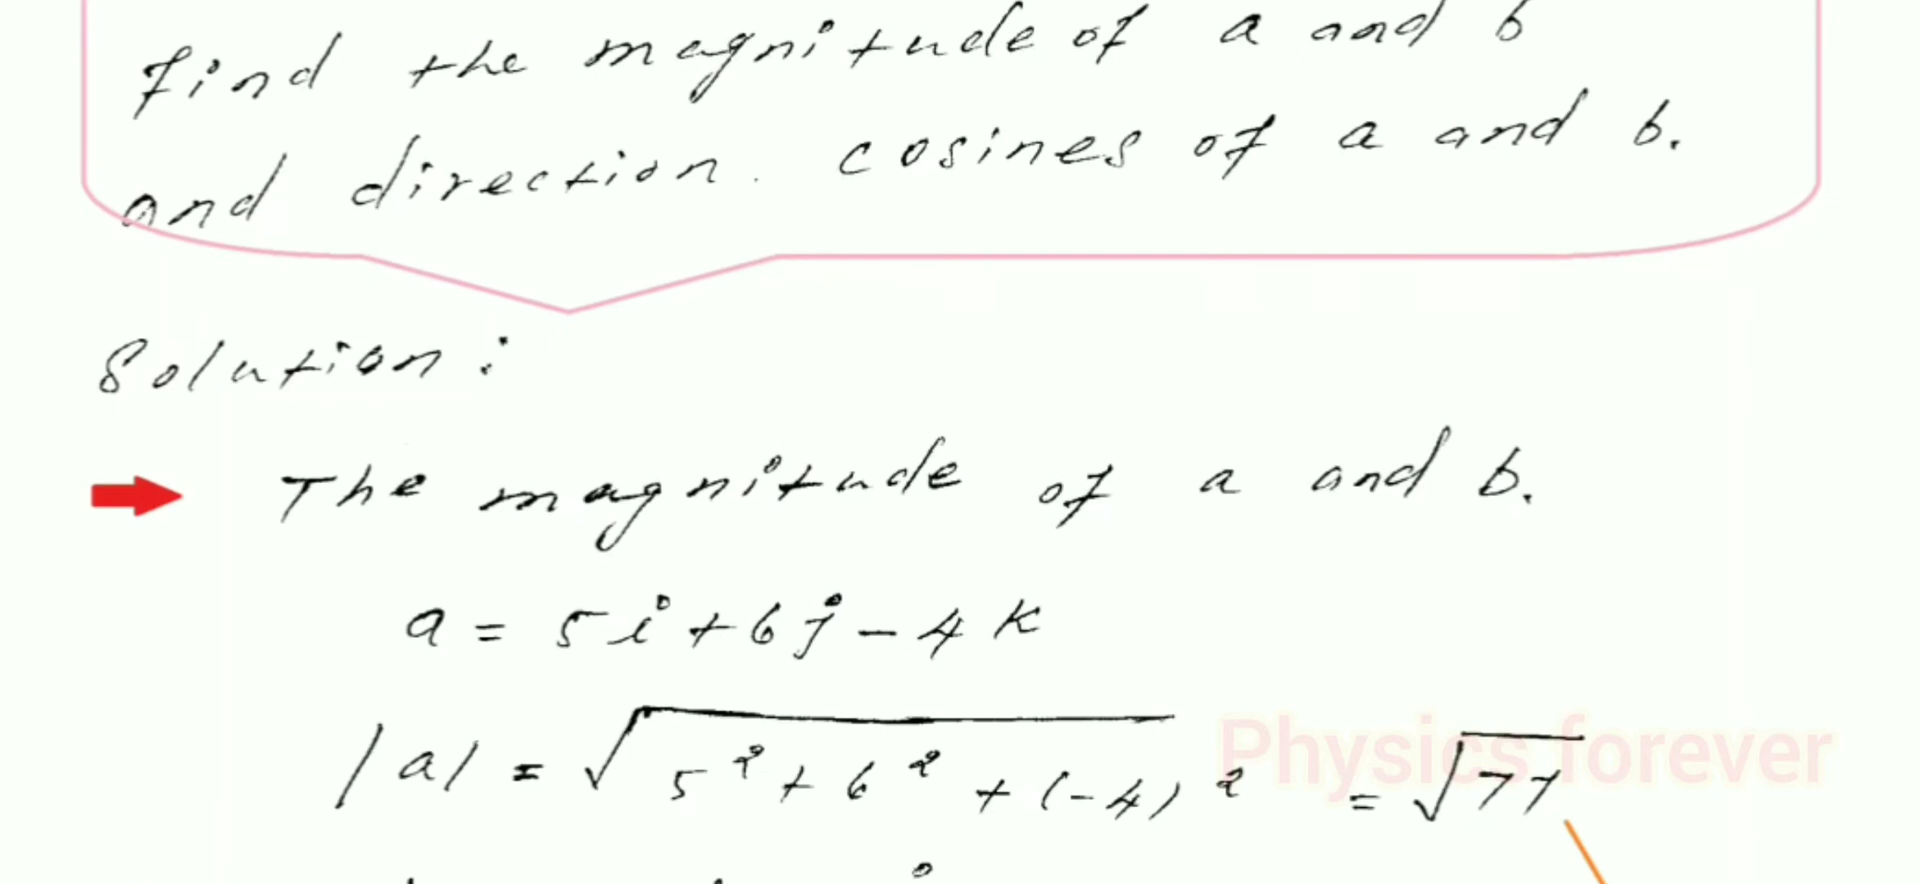 find the magnitude of a and b
and direction. cosines of a and b.
Solution:
The magnitude of a and b.
a = 5i + 6j - 4k
|a| = √5² + 6² + (-4)² = √77
Physics forever